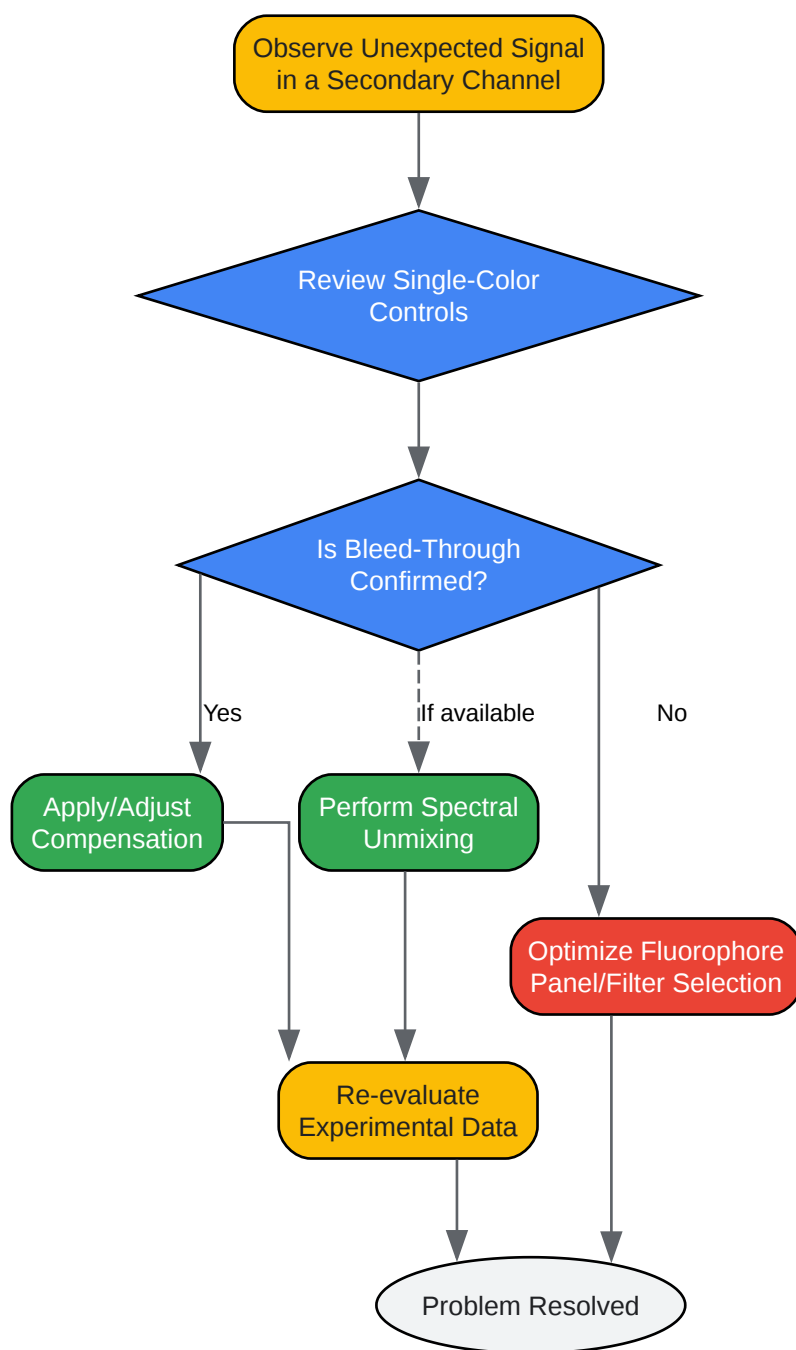 Observe Unexpected Signal
in a Secondary Channel
Review Single-Color
Controls
Is Bleed-Through
Confirmed?
Yes
If available
No
Apply/Adjust
Compensation
Perform Spectral
Unmixing
Optimize Fluorophore
Panel/Filter Selection
Re-evaluate
Experimental Data
Problem Resolved